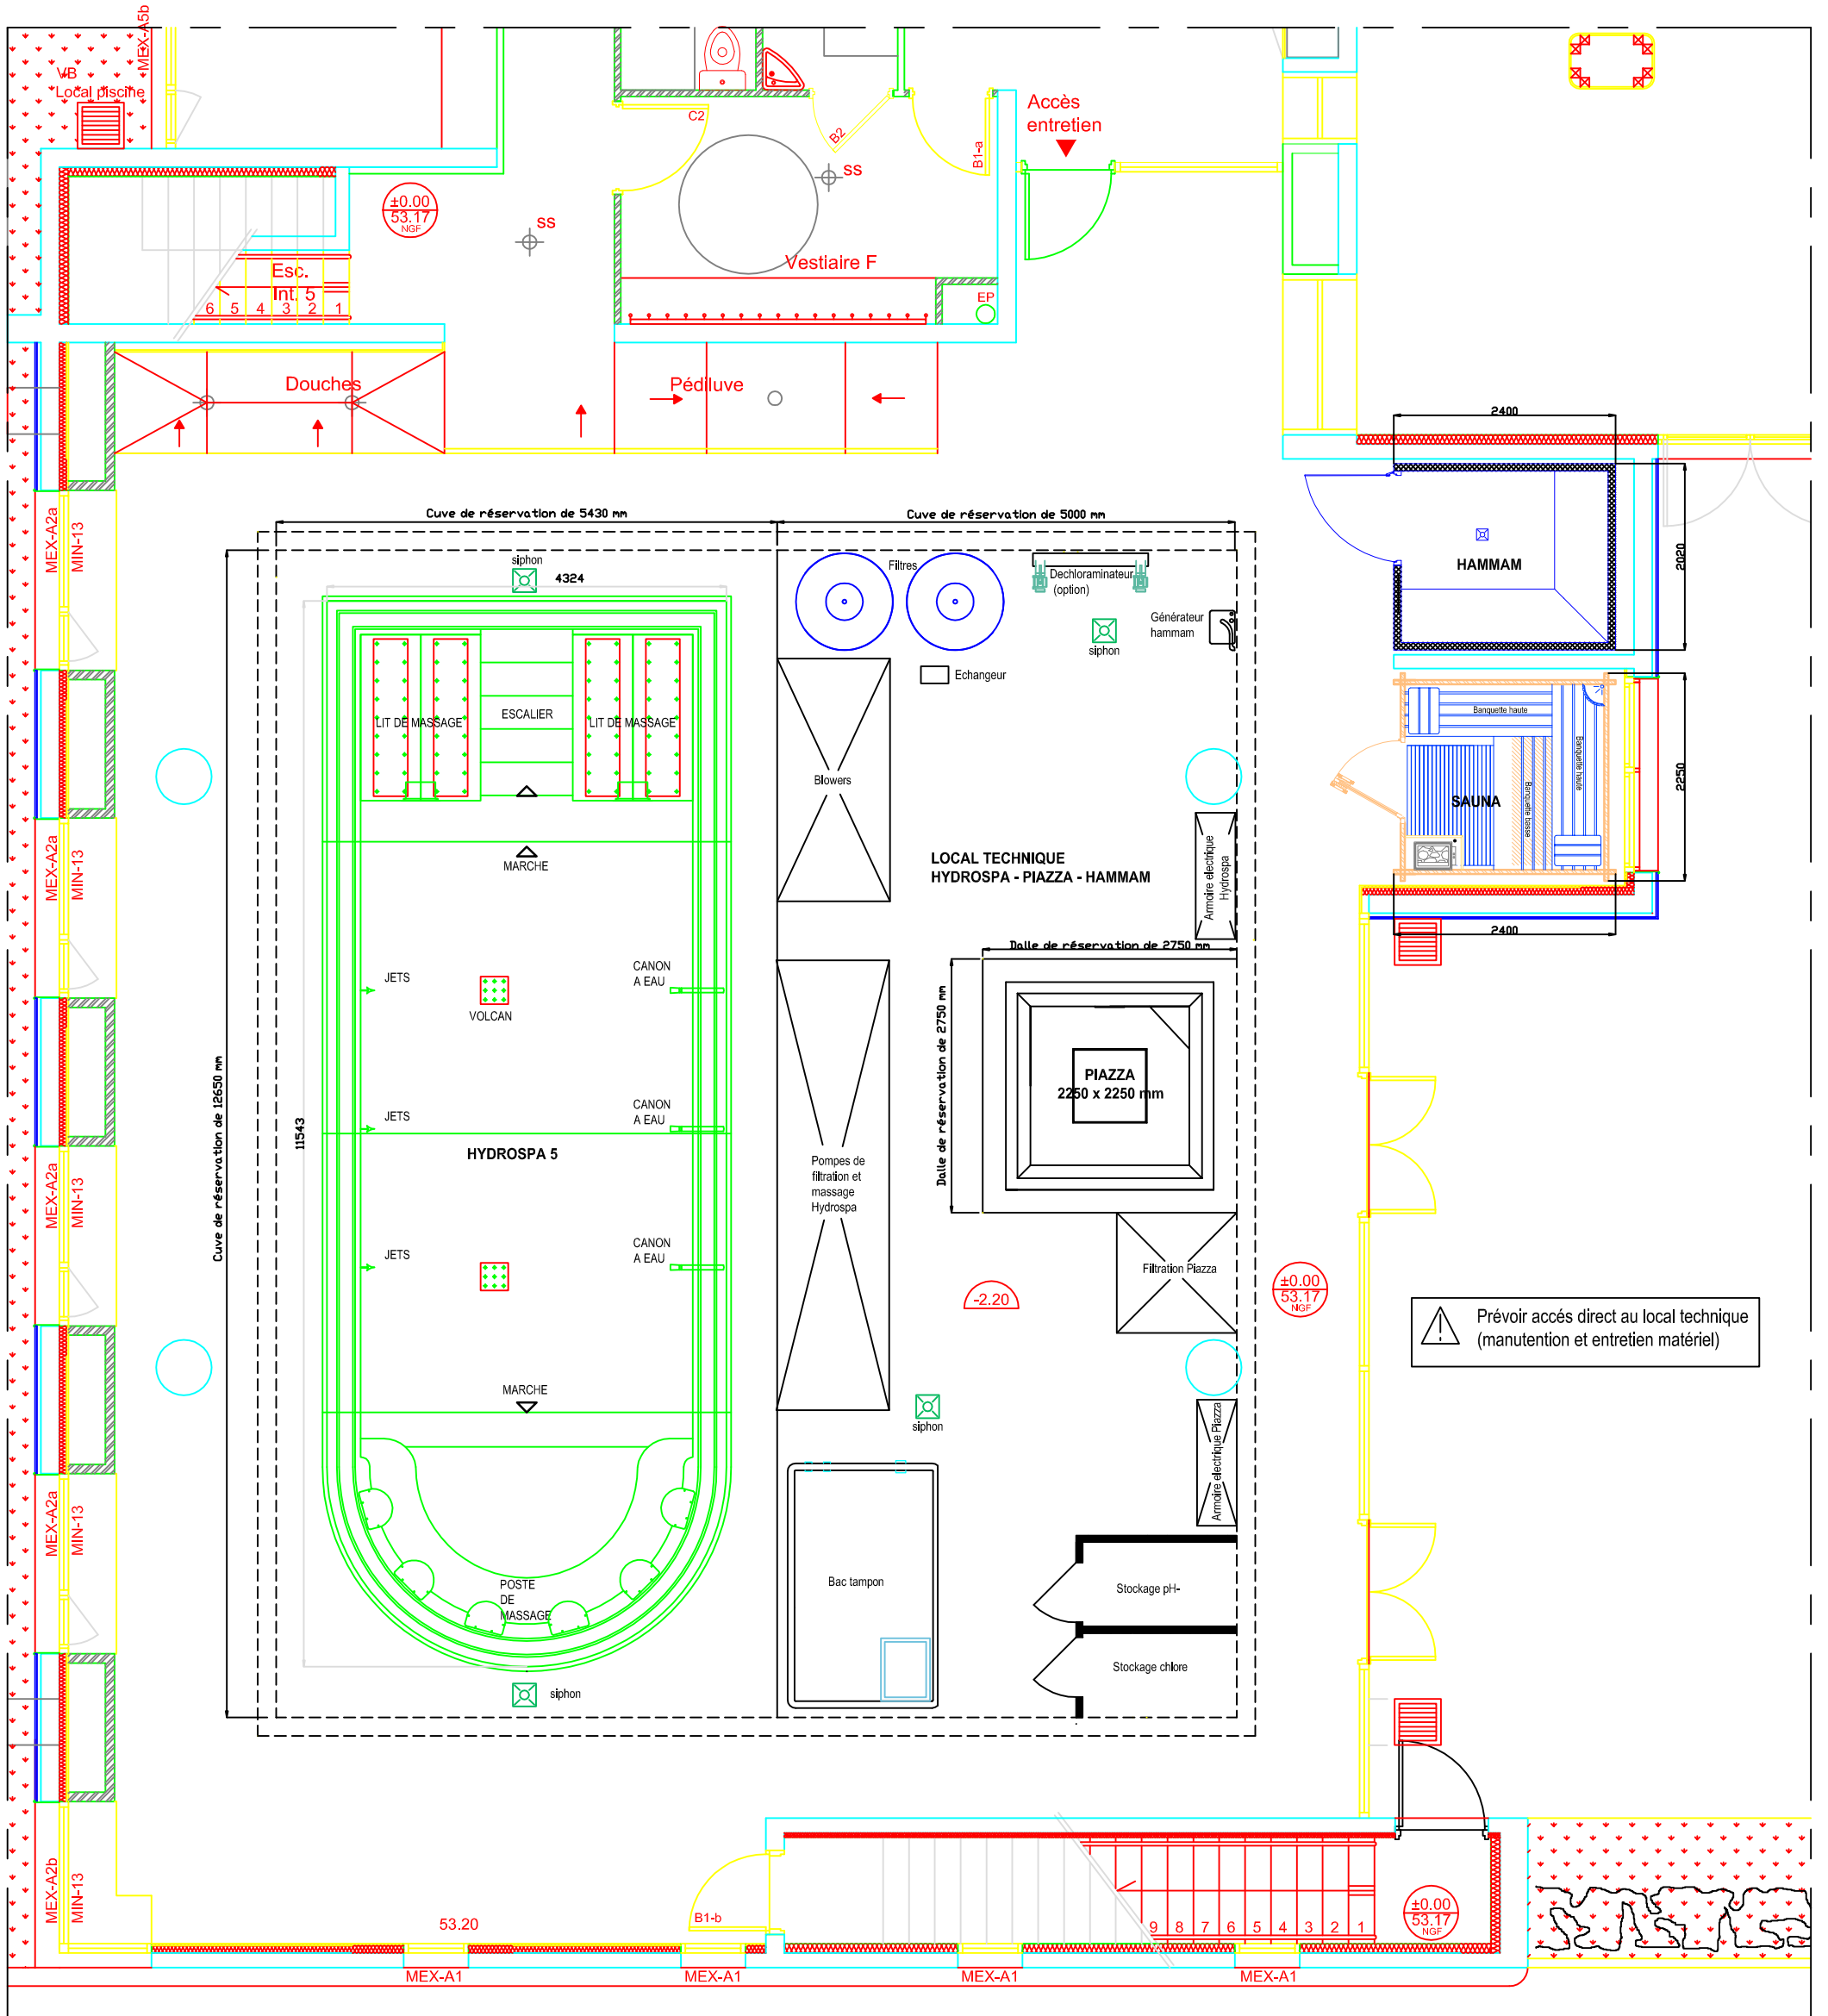 MEX-A5b
VB
Local piscine
C2
B2
B1-a
Accès
entretien
±0.00
53.17
NGF
ss
ss
Vestiaire F
Esc.
Int. 5
6 5 4 3 2 1
EP
Douches
Pédiluve
2400
MEX-A2a
MIN-13
Cuve de réservation de 5430 mm
Cuve de réservation de 5000 mm
siphon
4324
Filtres
Dechloraminateur
(option)
Générateur
hammam
siphon
Echangeur
HAMMAM
2020
LIT DE MASSAGE
ESCALIER
LIT DE MASSAGE
Blowers
Banquette haute
Banquette haute
Banquette basse
SAUNA
2250
2400
MARCHE
LOCAL TECHNIQUE
HYDROSPA - PIAZZA - HAMMAM
Armoire electrique
Hydrospa
MEX-A2a
MIN-13
Dalle de réservation de 2750 mm
Dalle de réservation de 2750 mm
JETS
VOLCAN
CANON
A EAU
PIAZZA
2250 x 2250 mm
Cuve de réservation de 12650 mm
11543
JETS
CANON
A EAU
HYDROSPA 5
Pompes de
filtration et
massage
Hydrospa
MEX-A2a
MIN-13
JETS
CANON
A EAU
Filtration Piazza
-2.20
±0.00
53.17
NGF
Prévoir accés direct au local technique
(manutention et entretien matériel)
MARCHE
siphon
Armoire electrique Piazza
MEX-A2a
MIN-13
POSTE
DE
MASSAGE
Bac tampon
Stockage pH-
Stockage chlore
siphon
MEX-A2b
MIN-13
53.20
B1-b
9 8 7 6 5 4 3 2 1
±0.00
53.17
NGF
MEX-A1
MEX-A1
MEX-A1
MEX-A1